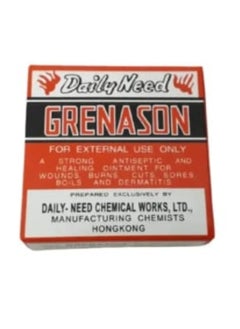 Daily Need
GRENASON
FOR EXTERNAL USE ONLY
A STRONG ANTISEPTIC AND
HEALING OINTMENT FOR
WOUNDS, BURNS, CUTS, SORES
BOILS AND DERMATITIS
PREPARED EXCLUSIVELY BY
DAILY- NEED CHEMICAL WORKS, LTD.,
MANUFACTURING CHEMISTS
HONGKONG